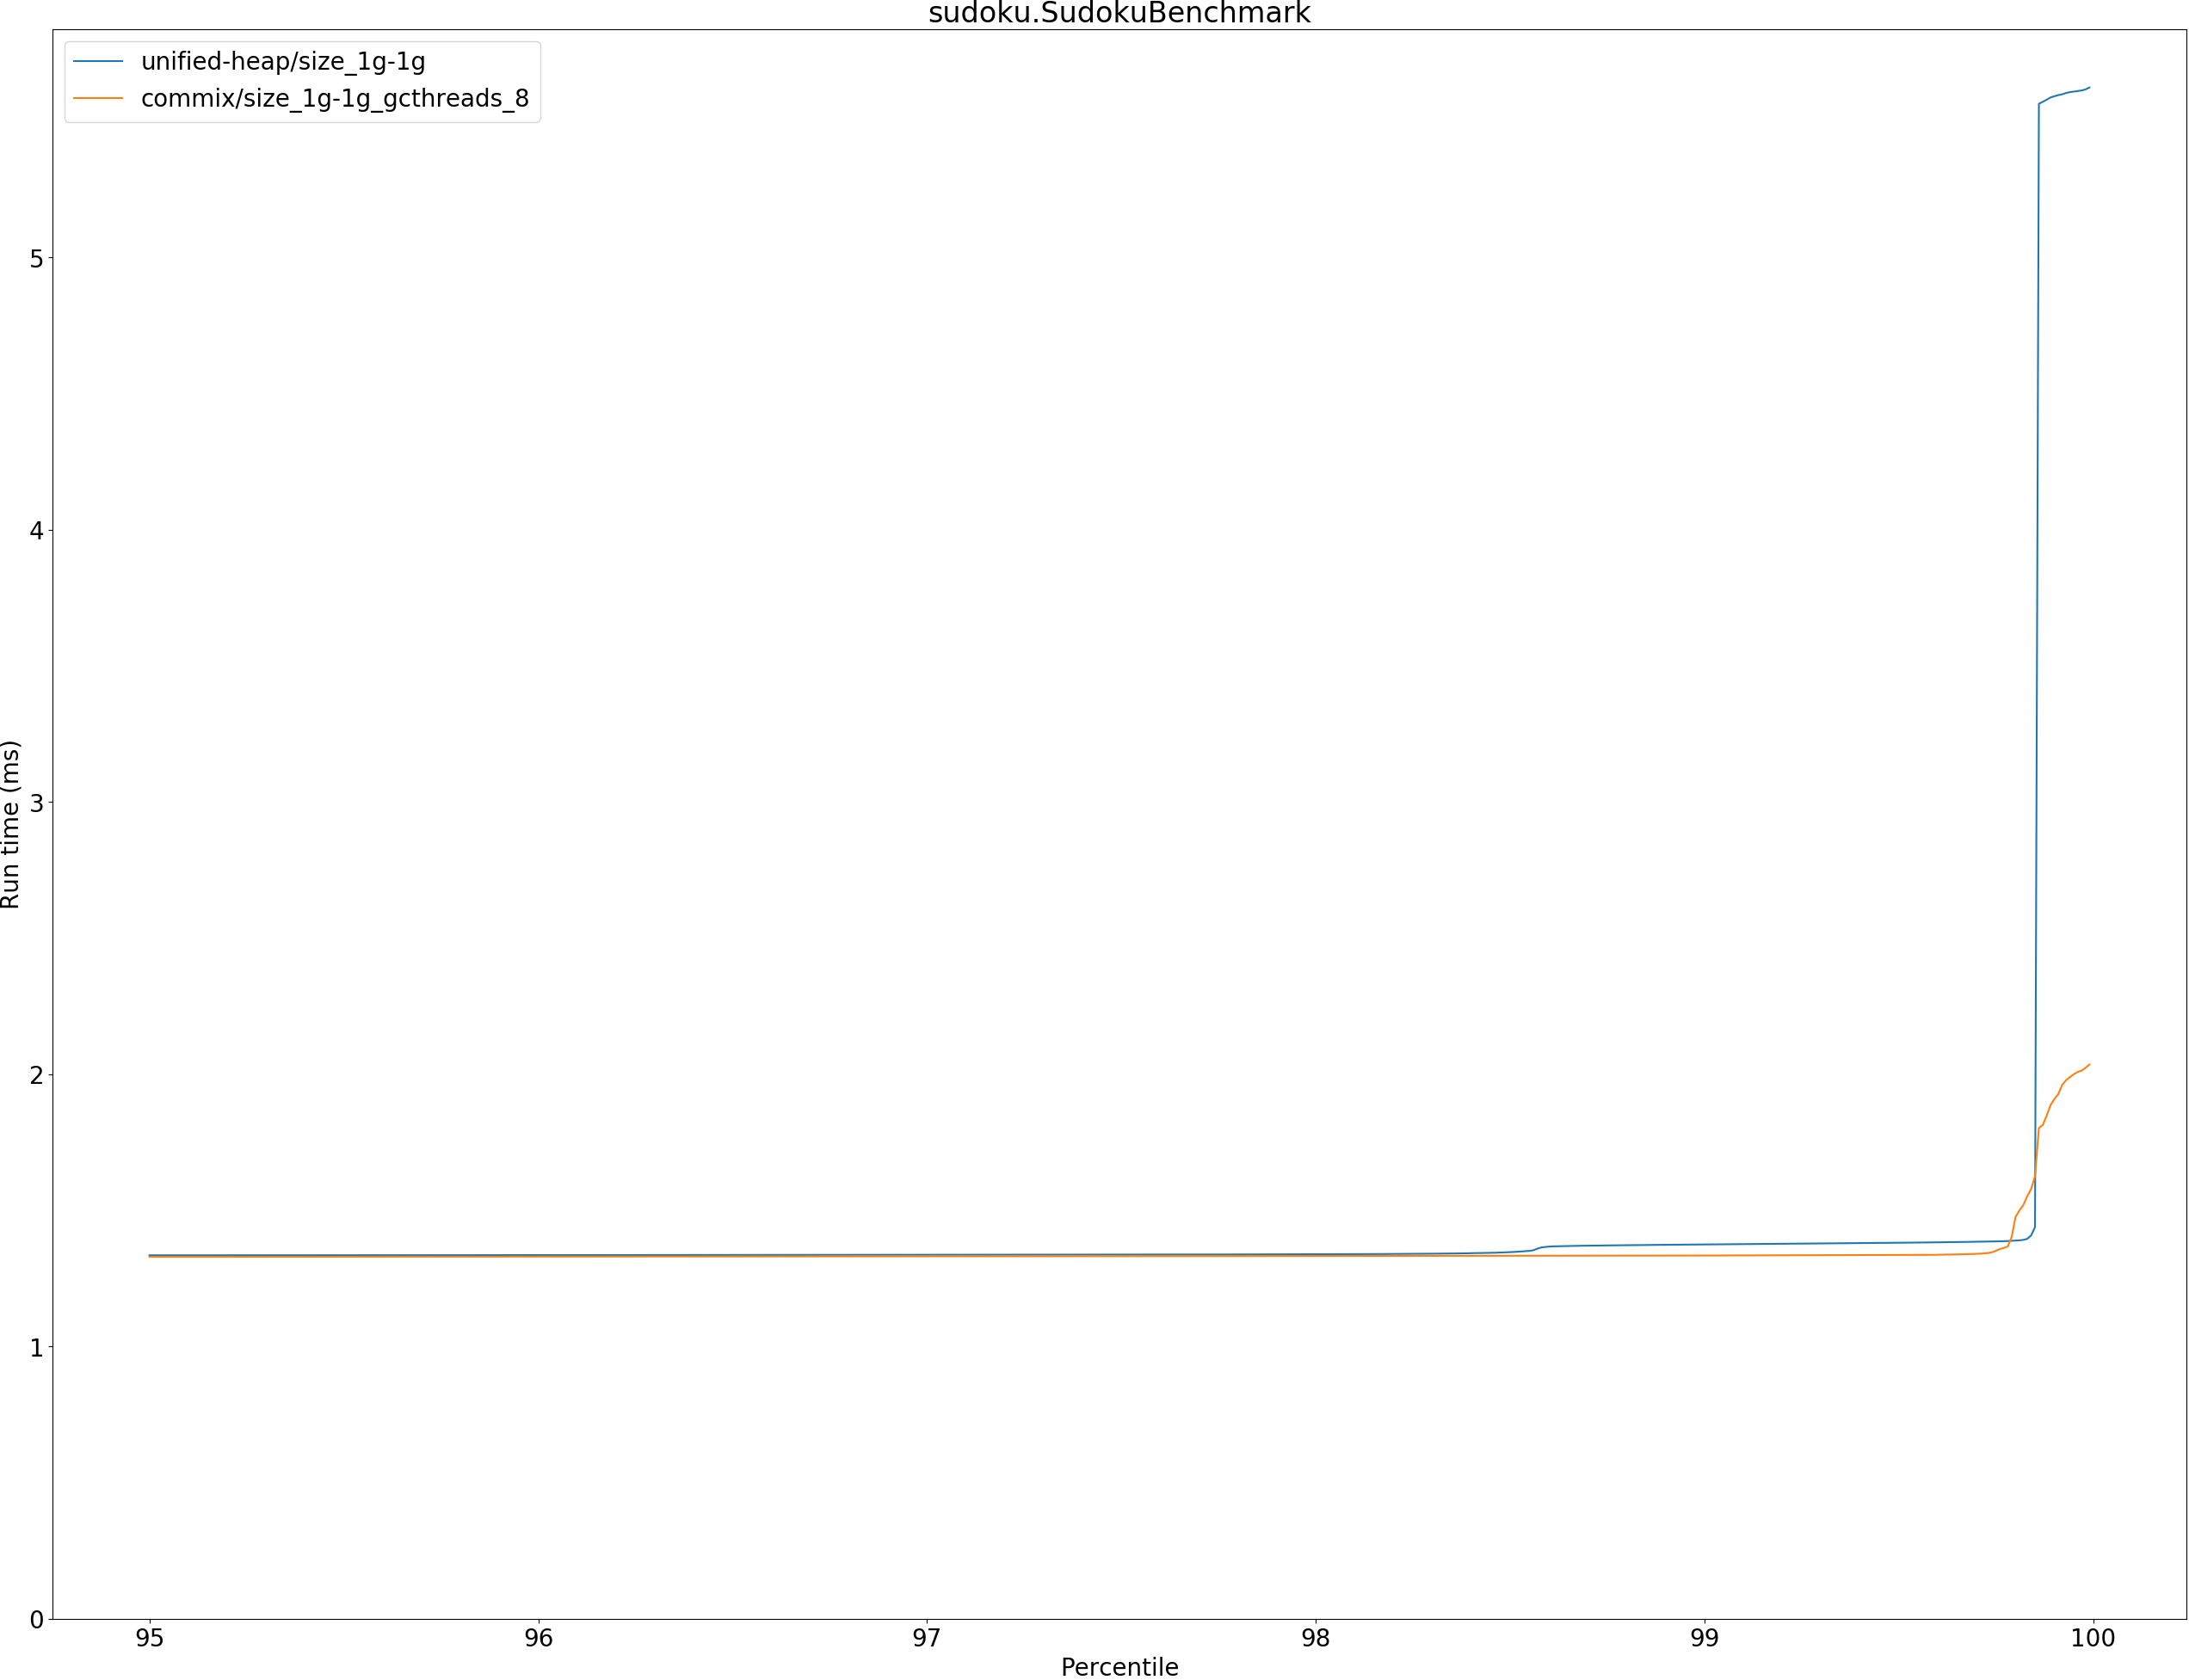 sudoku.SudokuBenchmark
unified-heap/size_1g-1g
commix/size_1g-1g_gcthreads_8
5
4
3
2
1
0
Run time (ms)
95 96 97 98 99 100
Percentile